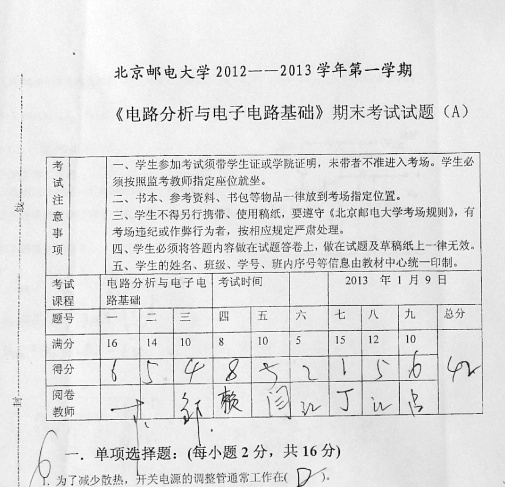 北京邮电大学2012——2013学年第一学期
《电路分析与电子电路基础》期末考试试题（A）
考试注意事项
一、学生参加考试须带学生证或学院证明，未带者不准进入考场。学生必
须按照监考教师指定座位就坐。
二、书本、参考资料、书包等物品一律放到考场指定位置。
三、学生不得另行携带、使用稿纸，要遵守《北京邮电大学考场规则》，有
考场违纪或作弊行为者，按相应规定严肃处理。
四、学生必须将答题内容做在试题答卷上，做在试题及草稿纸上一律无效。
五、学生的姓名、班级、学号、班内序号等信息由教材中心统一印制。
考试课程 电路分析与电子电路基础 考试时间 2013 年 1 月 9 日
题号 一 二 三 四 五 六 七 八 九 总分
满分 16 14 10 8 10 5 15 12 10
得分 6 5 4 8 5 2 1 5 6 42
阅卷教师
6
一．单项选择题：(每小题 2 分，共 16 分)
1. 为了减少散热，开关电源的调整管通常工作在( D )。